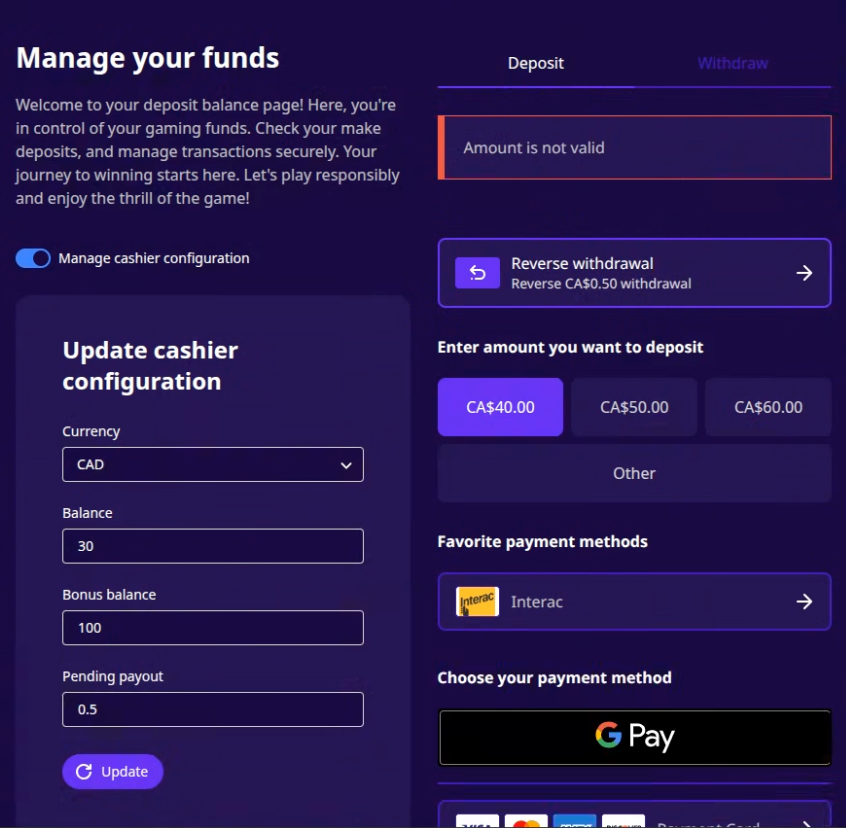 Manage your funds
Welcome to your deposit balance page! Here, you're
in control of your gaming funds. Check your make
deposits, and manage transactions securely. Your
journey to winning starts here. Let's play responsibly
and enjoy the thrill of the game!
Manage cashier configuration
Update cashier
configuration
Currency
CAD
Balance
30
Bonus balance
100
Pending payout
0.5
Update
Deposit
Withdraw
Amount is not valid
Reverse withdrawal
Reverse CA$0.50 withdrawal
Enter amount you want to deposit
CA$40.00
CA$50.00
CA$60.00
Other
Favorite payment methods
Interac
Interac
Choose your payment method
G Pay
VISA
Payment Card